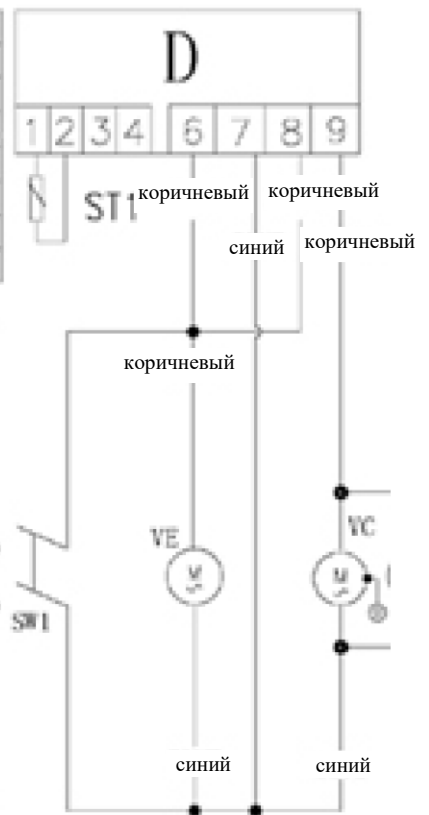 D
1 2 3 4 6 7 8 9
ST1
коричневый
коричневый
синий
коричневый
коричневый
VE
M
VC
M
SW1
синий
синий